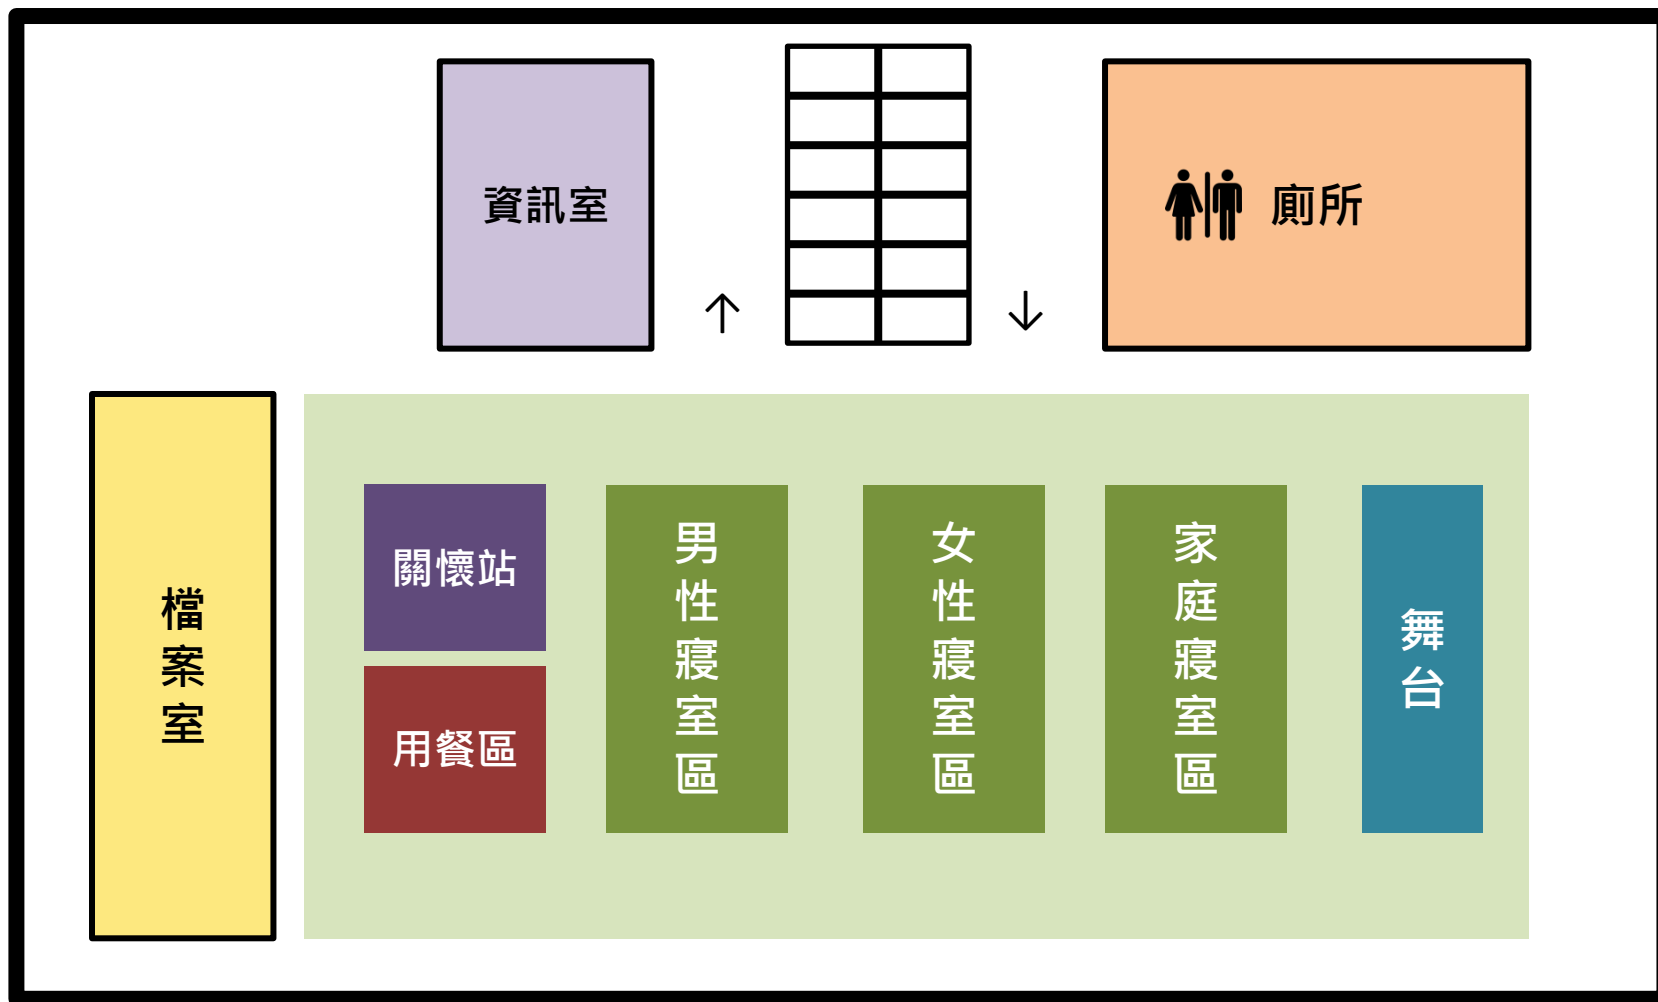 資訊室
廁所
檔案室
關懷站
用餐區
男性寢室區
女性寢室區
家庭寢室區
舞台